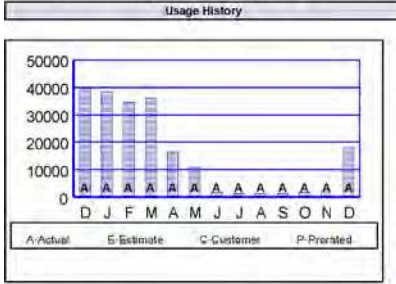 Usage History
50000
40000
30000
20000
10000
0
A A A A A A A A A A A A A
D J F M A M J J A S O N D
A-Actual E-Estimate C-Customer P-Prorated